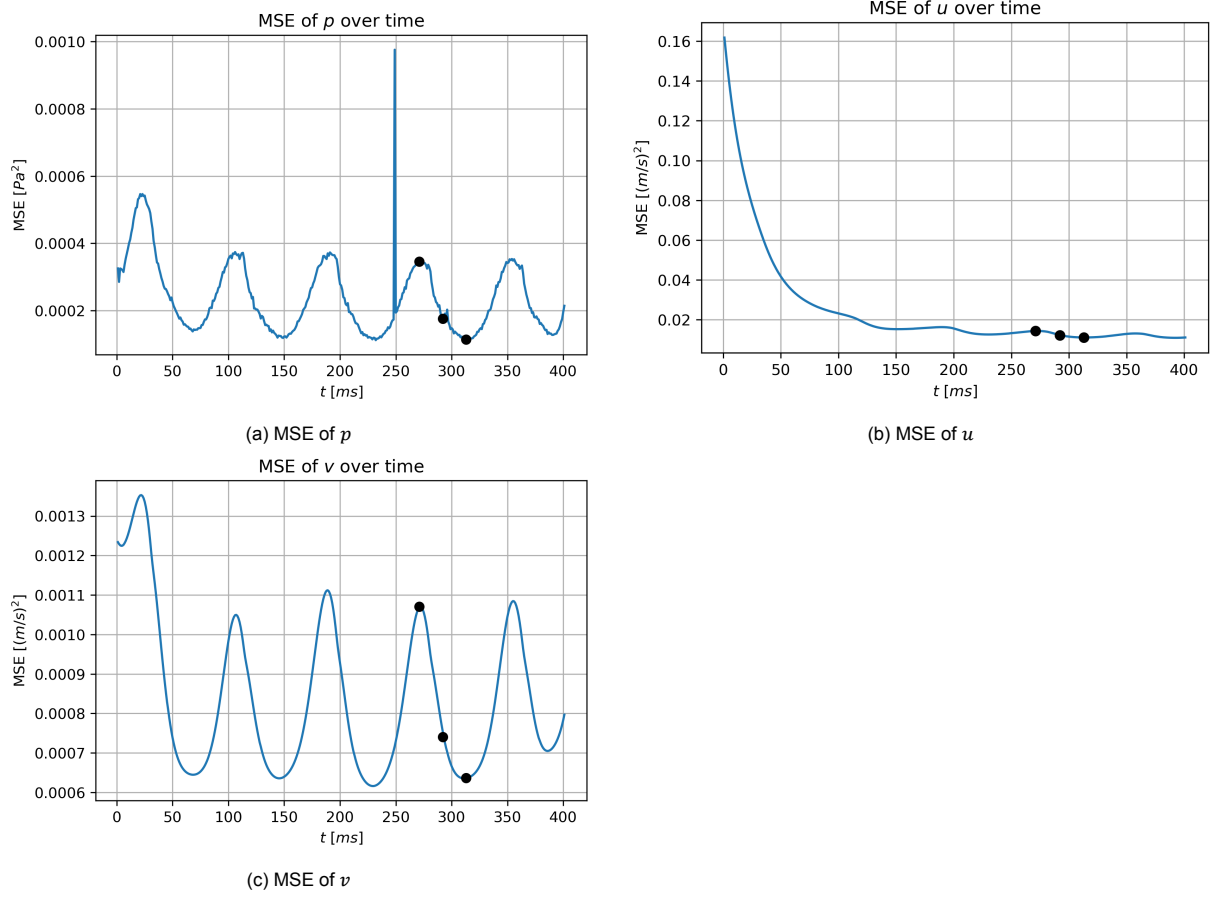 MSE of p over time
MSE [Pa²]
0.0010
0.0008
0.0006
0.0004
0.0002
0 50 100 150 200 250 300 350 400
t [ms]
(a) MSE of p
MSE of u over time
MSE [(m/s)²]
0.16
0.14
0.12
0.10
0.08
0.06
0.04
0.02
0 50 100 150 200 250 300 350 400
t [ms]
(b) MSE of u
MSE of v over time
MSE [(m/s)²]
0.0013
0.0012
0.0011
0.0010
0.0009
0.0008
0.0007
0.0006
0 50 100 150 200 250 300 350 400
t [ms]
(c) MSE of v